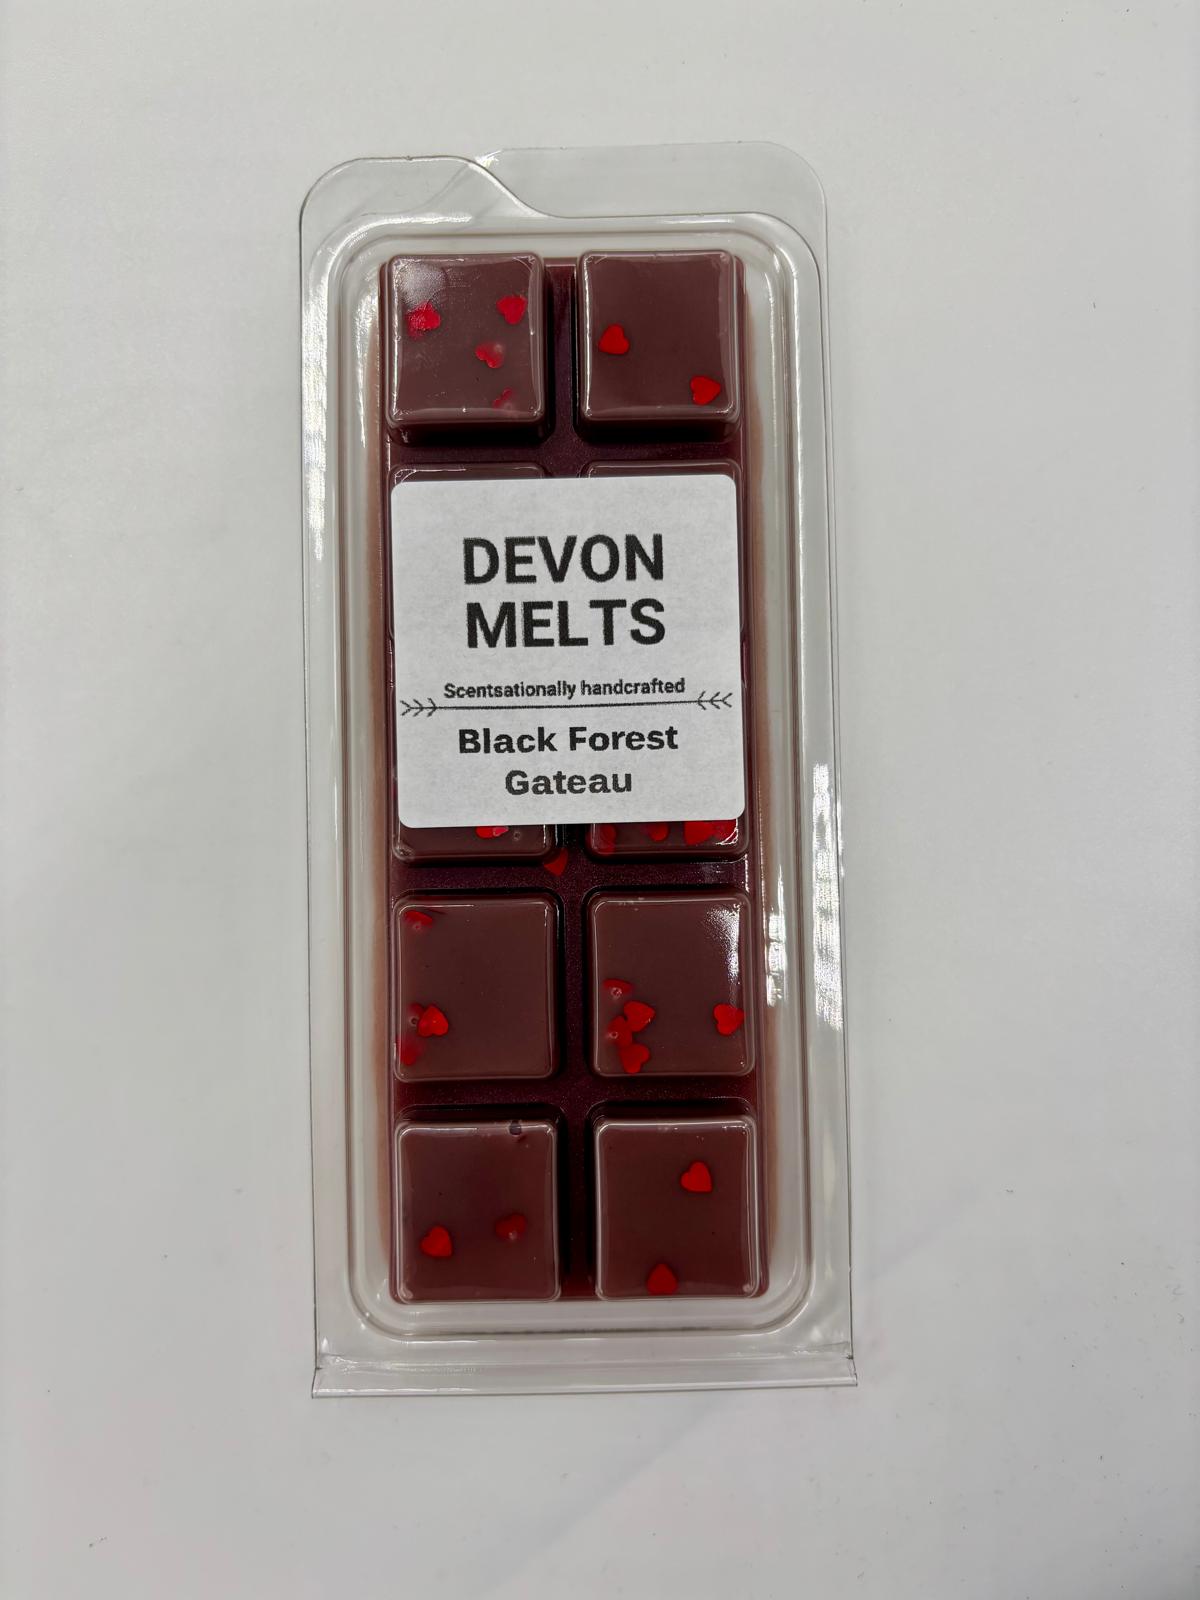 DEVON
MELTS
Scentsationally handcrafted
Black Forest
Gateau